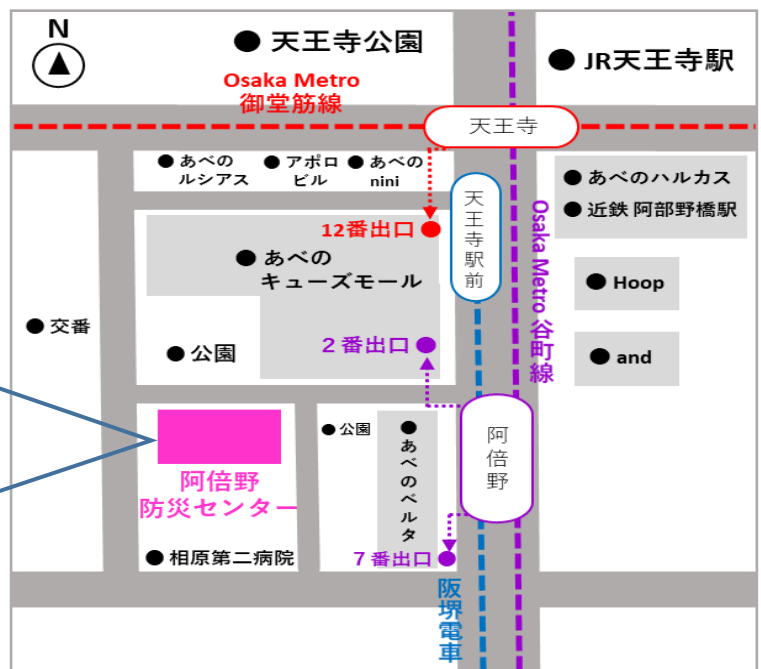 N
天王寺公園
JR天王寺駅
Osaka Metro
御堂筋線
天王寺
あべの
ルシアス
アポロ
ビル
あべの
nini
天王寺駅前
あべのハルカス
近鉄 阿部野橋駅
12番出口
Osaka Metro 谷町線
あべの
キューズモール
Hoop
交番
公園
2番出口
and
公園
あべのベルタ
阿倍野
阿倍野
防災センター
相原第二病院
7番出口
阪堺電車